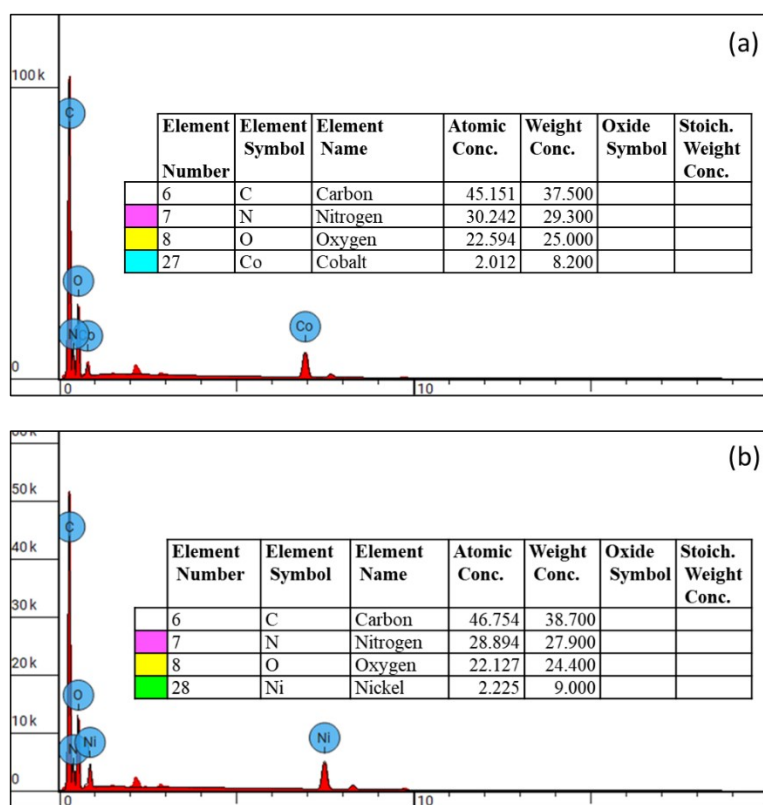 (a)
100k
C
Element Number Element Symbol Element Name Atomic Conc. Weight Conc. Oxide Symbol Stoich. Weight Conc.
6 C Carbon 45.151 37.500
7 N Nitrogen 30.242 29.300
8 O Oxygen 22.594 25.000
27 Co Cobalt 2.012 8.200
O
N
Co
0
0 10
(b)
50k
C
40k
30k
20k
10k
0
Element Number Element Symbol Element Name Atomic Conc. Weight Conc. Oxide Symbol Stoich. Weight Conc.
6 C Carbon 46.754 38.700
7 N Nitrogen 28.894 27.900
8 O Oxygen 22.127 24.400
28 Ni Nickel 2.225 9.000
O
N Ni
Ni
0 10